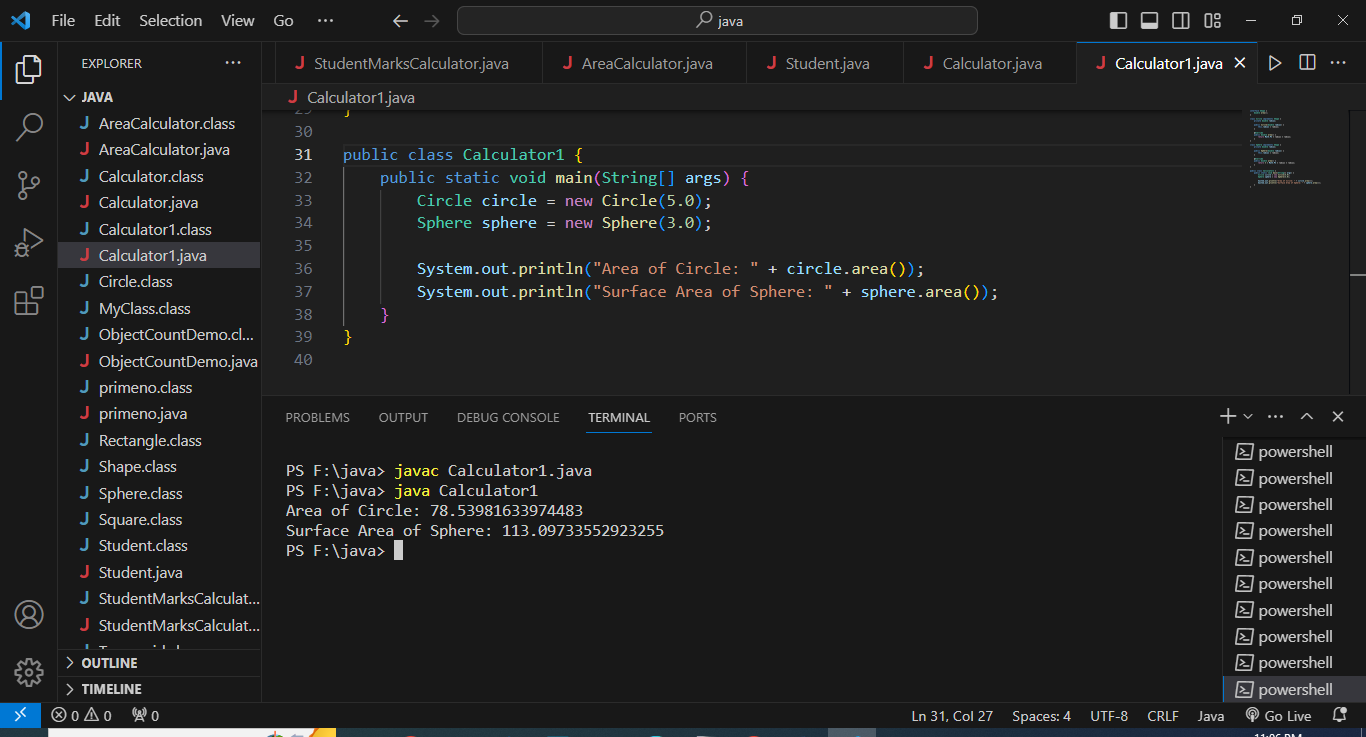 File Edit Selection View Go ···
java
EXPLORER ···
JAVA
AreaCalculator.class
AreaCalculator.java
Calculator.class
Calculator.java
Calculator1.class
Calculator1.java
Circle.class
MyClass.class
ObjectCountDemo.cl...
ObjectCountDemo.java
primeno.class
primeno.java
Rectangle.class
Shape.class
Sphere.class
Square.class
Student.class
Student.java
StudentMarksCalculat...
StudentMarksCalculat...
OUTLINE
TIMELINE
StudentMarksCalculator.java AreaCalculator.java Student.java Calculator.java Calculator1.java
Calculator1.java
29 }
30
31 public class Calculator1 {
32 public static void main(String[] args) {
33 Circle circle = new Circle(5.0);
34 Sphere sphere = new Sphere(3.0);
35
36 System.out.println("Area of Circle: " + circle.area());
37 System.out.println("Surface Area of Sphere: " + sphere.area());
38 }
39 }
40
PROBLEMS OUTPUT DEBUG CONSOLE TERMINAL PORTS
PS F:\java> javac Calculator1.java
PS F:\java> java Calculator1
Area of Circle: 78.53981633974483
Surface Area of Sphere: 113.09733552923255
PS F:\java>
powershell
powershell
powershell
powershell
powershell
powershell
powershell
powershell
powershell
powershell
0 0 0 Ln 31, Col 27 Spaces: 4 UTF-8 CRLF Java Go Live